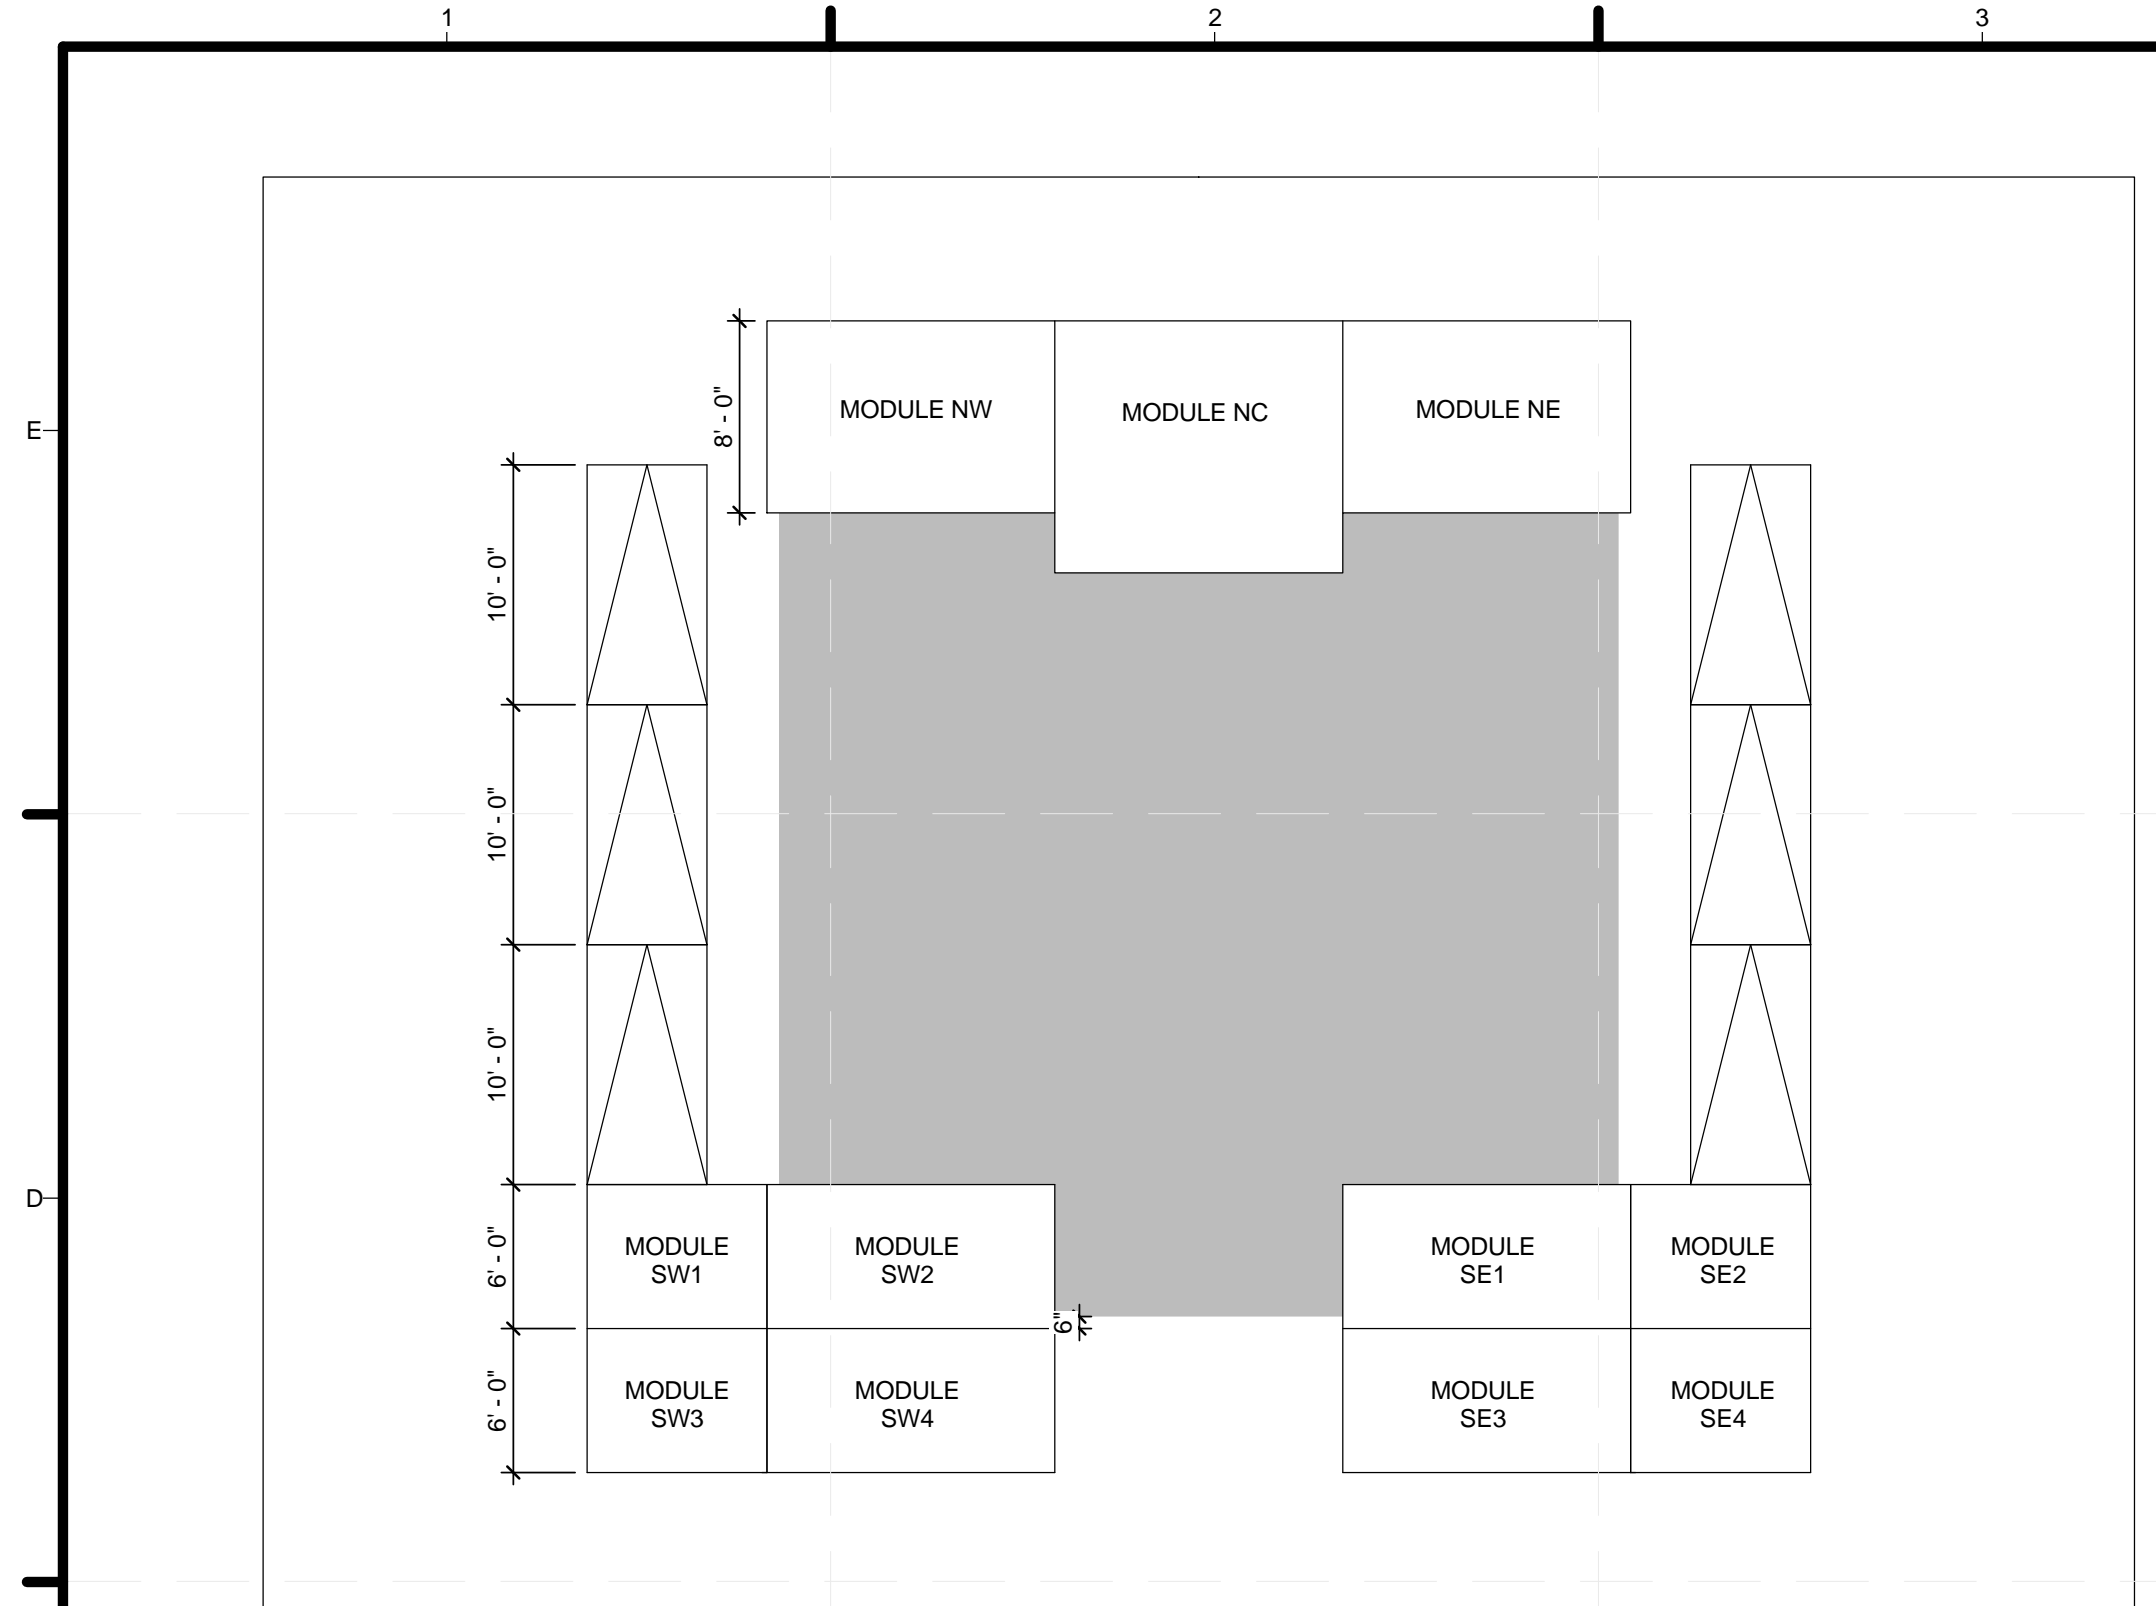 1
2
3
E
D
8' - 0"
MODULE NW
MODULE NC
MODULE NE
10' - 0"
10' - 0"
10' - 0"
6' - 0"
6' - 0"
MODULE
SW1
MODULE
SW2
MODULE
SE1
MODULE
SE2
6"
MODULE
SW3
MODULE
SW4
MODULE
SE3
MODULE
SE4